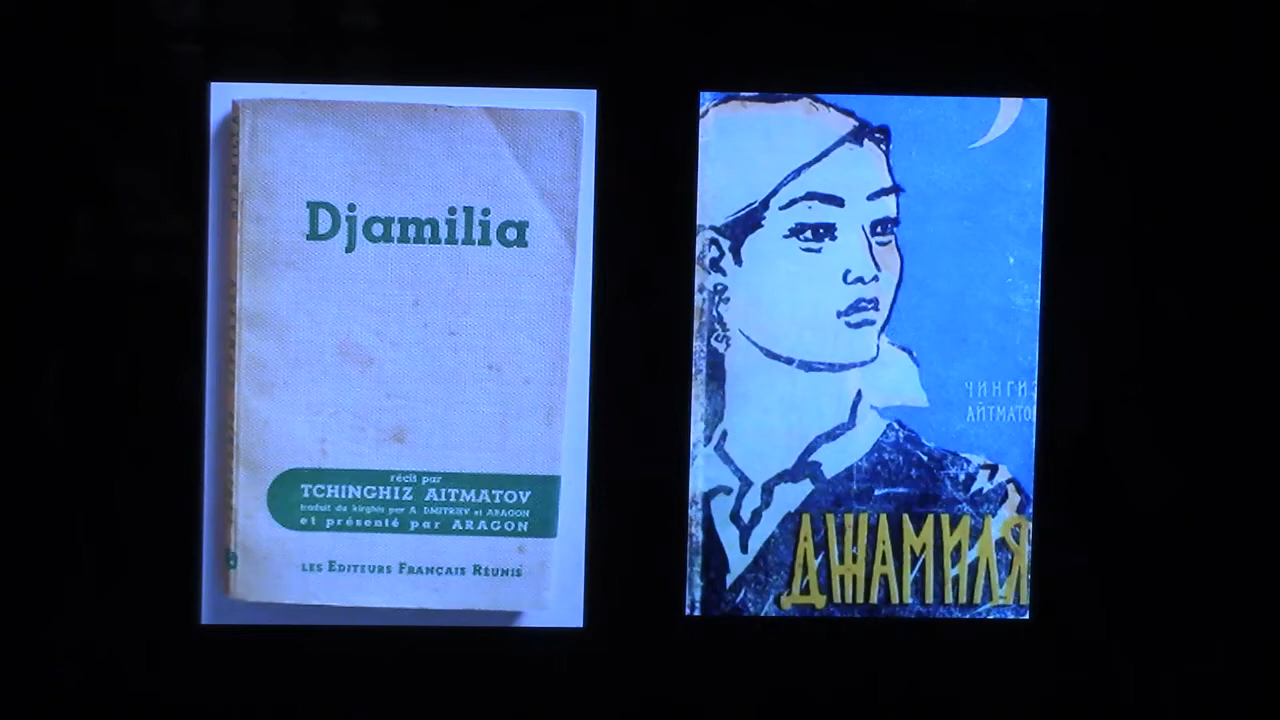 Djamilia
récit par
TCHINGHIZ AITMATOV
traduit du kirghiz par A. DMITRIEV et ARAGON
et présenté par ARAGON
LES EDITEURS FRANÇAIS RÉUNIS
ЧИНГИЗ
АЙТМАТО
ДЖАМИЛЯ